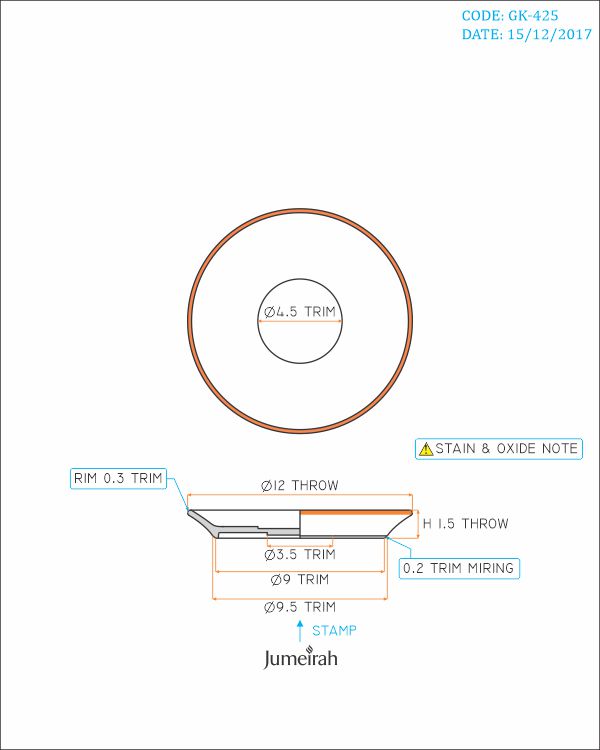 CODE: GK-425
DATE: 15/12/2017
Ø4.5 TRIM
STAIN & OXIDE NOTE
RIM 0.3 TRIM
Ø12 THROW
H 1.5 THROW
Ø3.5 TRIM
0.2 TRIM MIRING
Ø9 TRIM
Ø9.5 TRIM
STAMP
Jumeirah